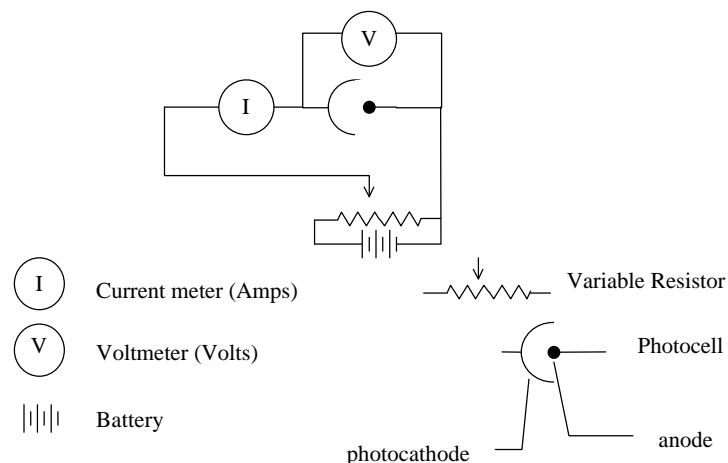 V
I
I
Current meter (Amps)
Variable Resistor
V
Voltmeter (Volts)
Photocell
Battery
anode
photocathode